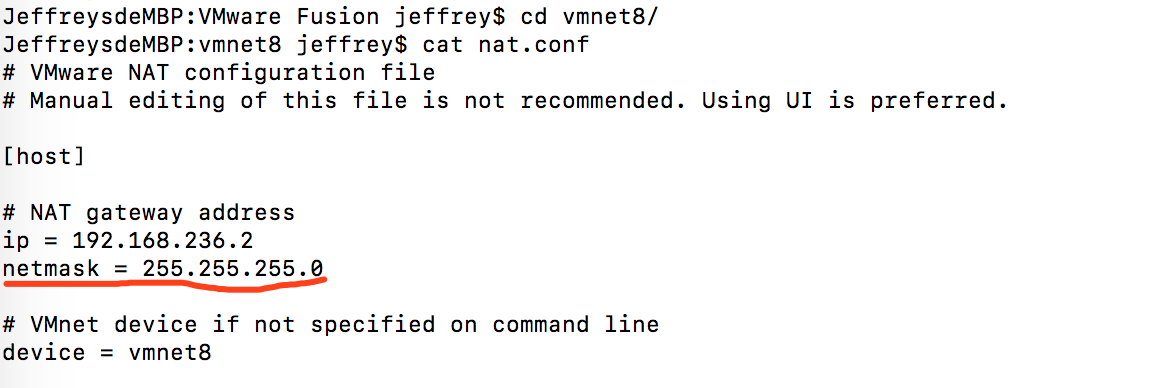 JeffreysdeMBP:VMware Fusion jeffrey$ cd vmnet8/
JeffreysdeMBP:vmnet8 jeffrey$ cat nat.conf
# VMware NAT configuration file
# Manual editing of this file is not recommended. Using UI is preferred.
[host]
# NAT gateway address
ip = 192.168.236.2
netmask = 255.255.255.0
# VMnet device if not specified on command line
device = vmnet8